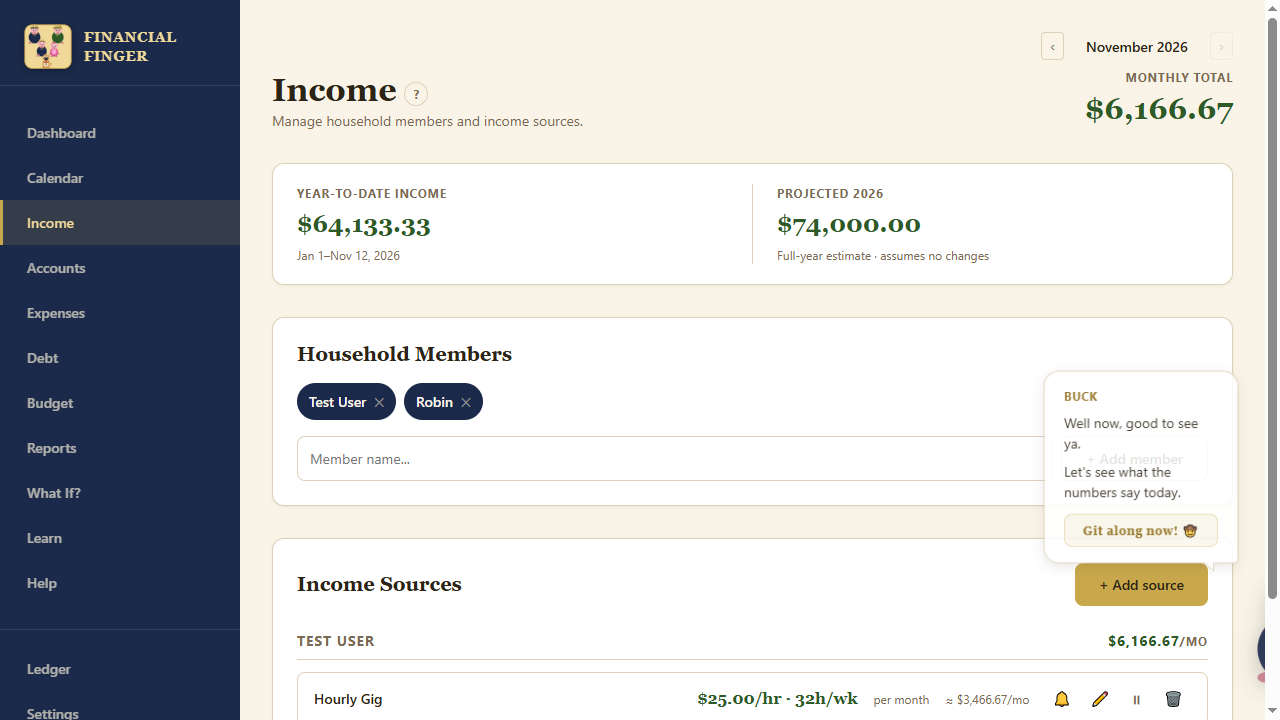 FINANCIAL
FINGER
Dashboard
Calendar
Income
Accounts
Expenses
Debt
Budget
Reports
What If?
Learn
Help
Ledger
Settings
‹ November 2026 ›
Income ?
Manage household members and income sources.
MONTHLY TOTAL
$6,166.67
YEAR-TO-DATE INCOME
$64,133.33
Jan 1–Nov 12, 2026
PROJECTED 2026
$74,000.00
Full-year estimate · assumes no changes
Household Members
Test User ×
Robin ×
Member name...
+ Add member
BUCK
Well now, good to see
ya.
Let's see what the
numbers say today.
Git along now! 🤠
Income Sources
+ Add source
TEST USER
$6,166.67/MO
Hourly Gig
$25.00/hr · 32h/wk per month ≈ $3,466.67/mo